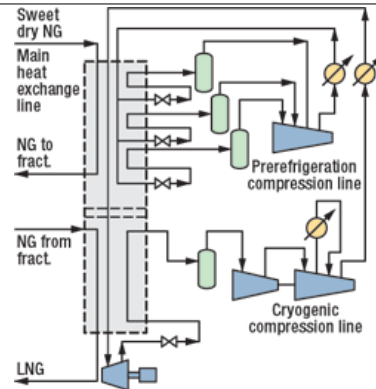 Sweet
dry NG
Main
heat
exchange
line
NG to
fract.
Prerefrigeration
compression line
NG from
fract.
Cryogenic
compression line
LNG